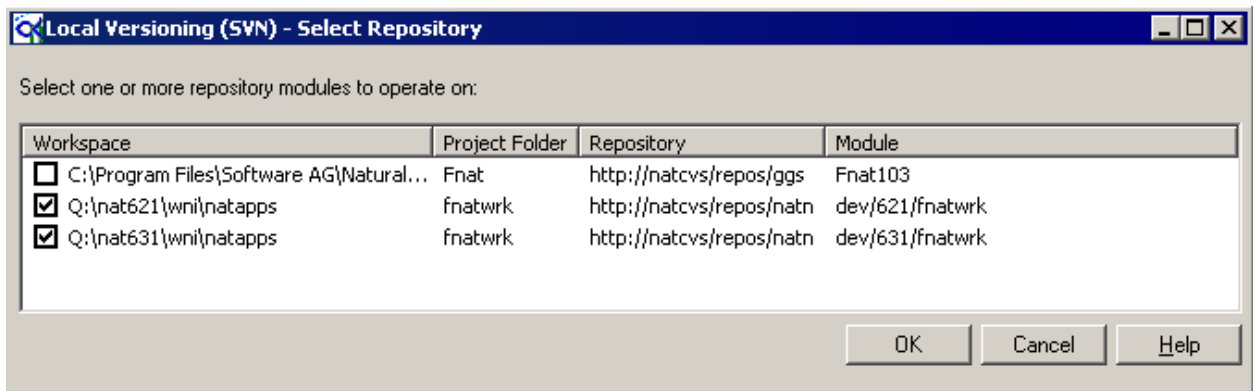 Local Versioning (SVN) - Select Repository
Select one or more repository modules to operate on:
Workspace Project Folder Repository Module
C:\Program Files\Software AG\Natural... Fnat http://natcvs/repos/ggs Fnat103
Q:\nat621\wni\natapps fnatwrk http://natcvs/repos/natn dev/621/fnatwrk
Q:\nat631\wni\natapps fnatwrk http://natcvs/repos/natn dev/631/fnatwrk
OK Cancel Help